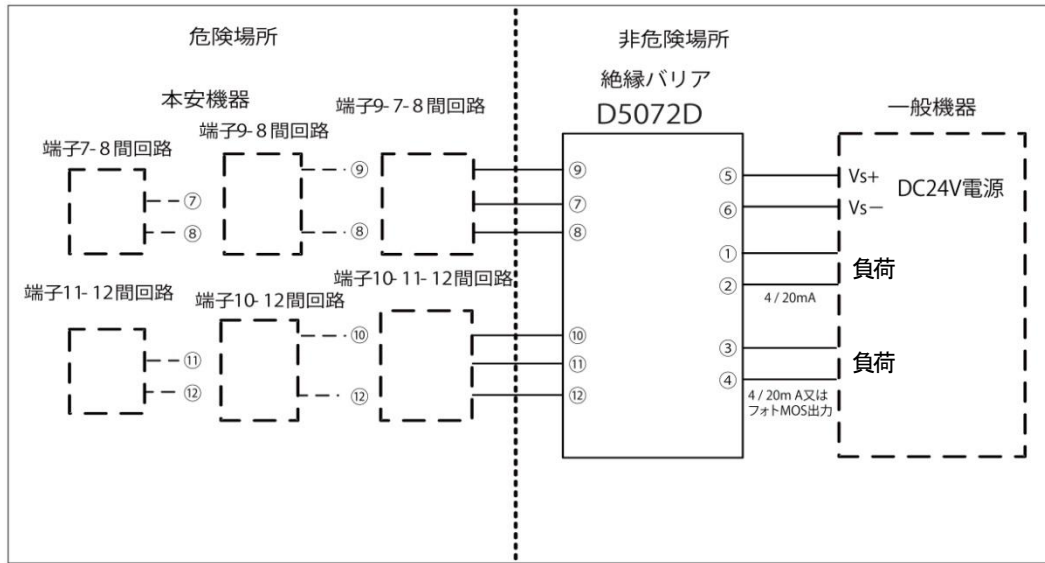 危険場所
非危険場所
本安機器
絶縁バリア
D5072D
一般機器
端子7-8間回路
端子9-8間回路
端子9-7-8間回路
⑦
⑧
⑨
⑧
⑨
⑦
⑧
⑤
⑥
①
②
4/20mA
Vs+
Vs−
DC24V電源
負荷
端子11-12間回路
端子10-12間回路
端子10-11-12間回路
⑪
⑫
⑩
⑫
⑩
⑪
⑫
③
④
4/20mA又は
フォトMOS出力
負荷